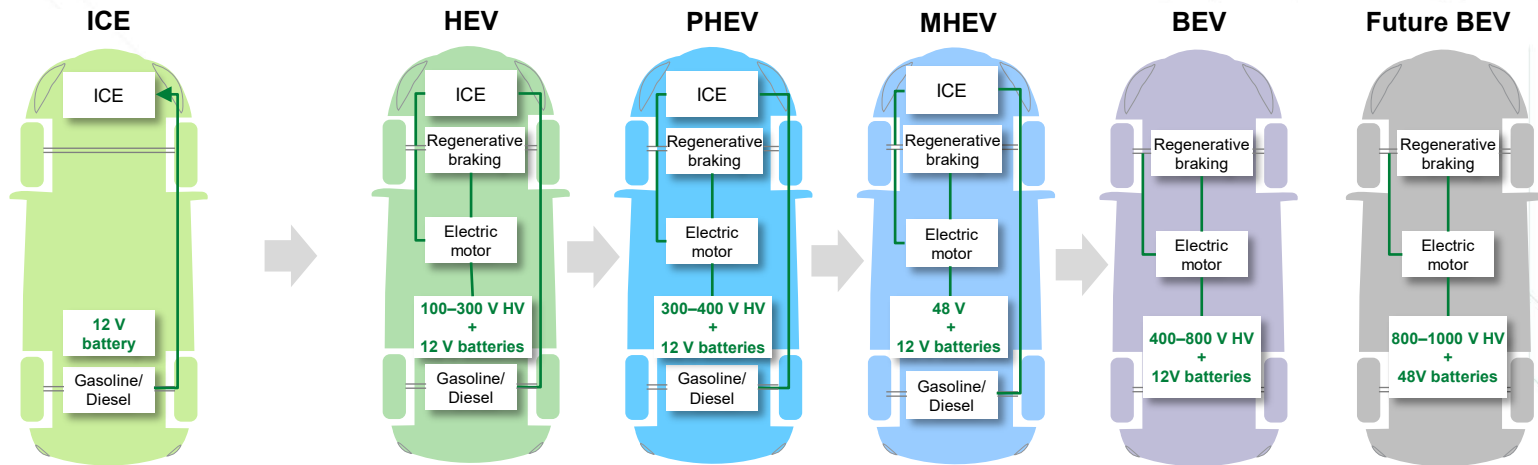 ICE
ICE
12 V
battery
Gasoline/
Diesel
HEV
ICE
Regenerative
braking
Electric
motor
100–300 V HV
+
12 V batteries
Gasoline/
Diesel
PHEV
ICE
Regenerative
braking
Electric
motor
300–400 V HV
+
12 V batteries
Gasoline/
Diesel
MHEV
ICE
Regenerative
braking
Electric
motor
48 V
+
12 V batteries
Gasoline/
Diesel
BEV
Regenerative
braking
Electric
motor
400–800 V HV
+
12V batteries
Future BEV
Regenerative
braking
Electric
motor
800–1000 V HV
+
48V batteries